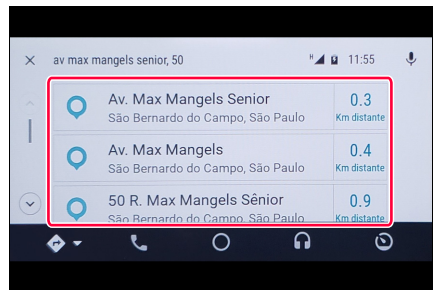 av max mangels senior, 50
H
11:55
Av. Max Mangels Senior
São Bernardo do Campo, São Paulo
0.3
Km distante
Av. Max Mangels
São Bernardo do Campo, São Paulo
0.4
Km distante
50 R. Max Mangels Sênior
São Bernardo do Campo, São Paulo
0.9
Km distante